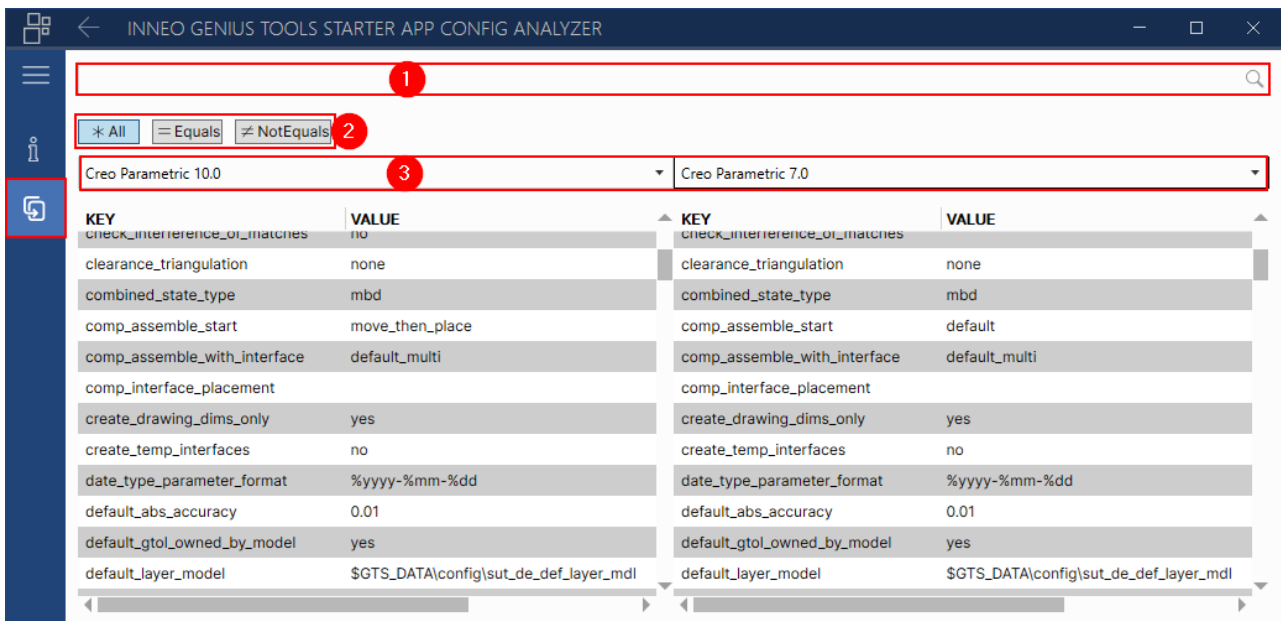 INNEO GENIUS TOOLS STARTER APP CONFIG ANALYZER
1
All = Equals ≠ NotEquals 2
Creo Parametric 10.0 3 Creo Parametric 7.0
KEY VALUE KEY VALUE
check_interference_of_matches no check_interference_of_matches
clearance_triangulation none clearance_triangulation none
combined_state_type mbd combined_state_type mbd
comp_assemble_start move_then_place comp_assemble_start default
comp_assemble_with_interface default_multi comp_assemble_with_interface default_multi
comp_interface_placement comp_interface_placement
create_drawing_dims_only yes create_drawing_dims_only yes
create_temp_interfaces no create_temp_interfaces no
date_type_parameter_format %yyyy-%mm-%dd date_type_parameter_format %yyyy-%mm-%dd
default_abs_accuracy 0.01 default_abs_accuracy 0.01
default_gtol_owned_by_model yes default_gtol_owned_by_model yes
default_layer_model $GTS_DATA\config\sut_de_def_layer_mdl default_layer_model $GTS_DATA\config\sut_de_def_layer_mdl